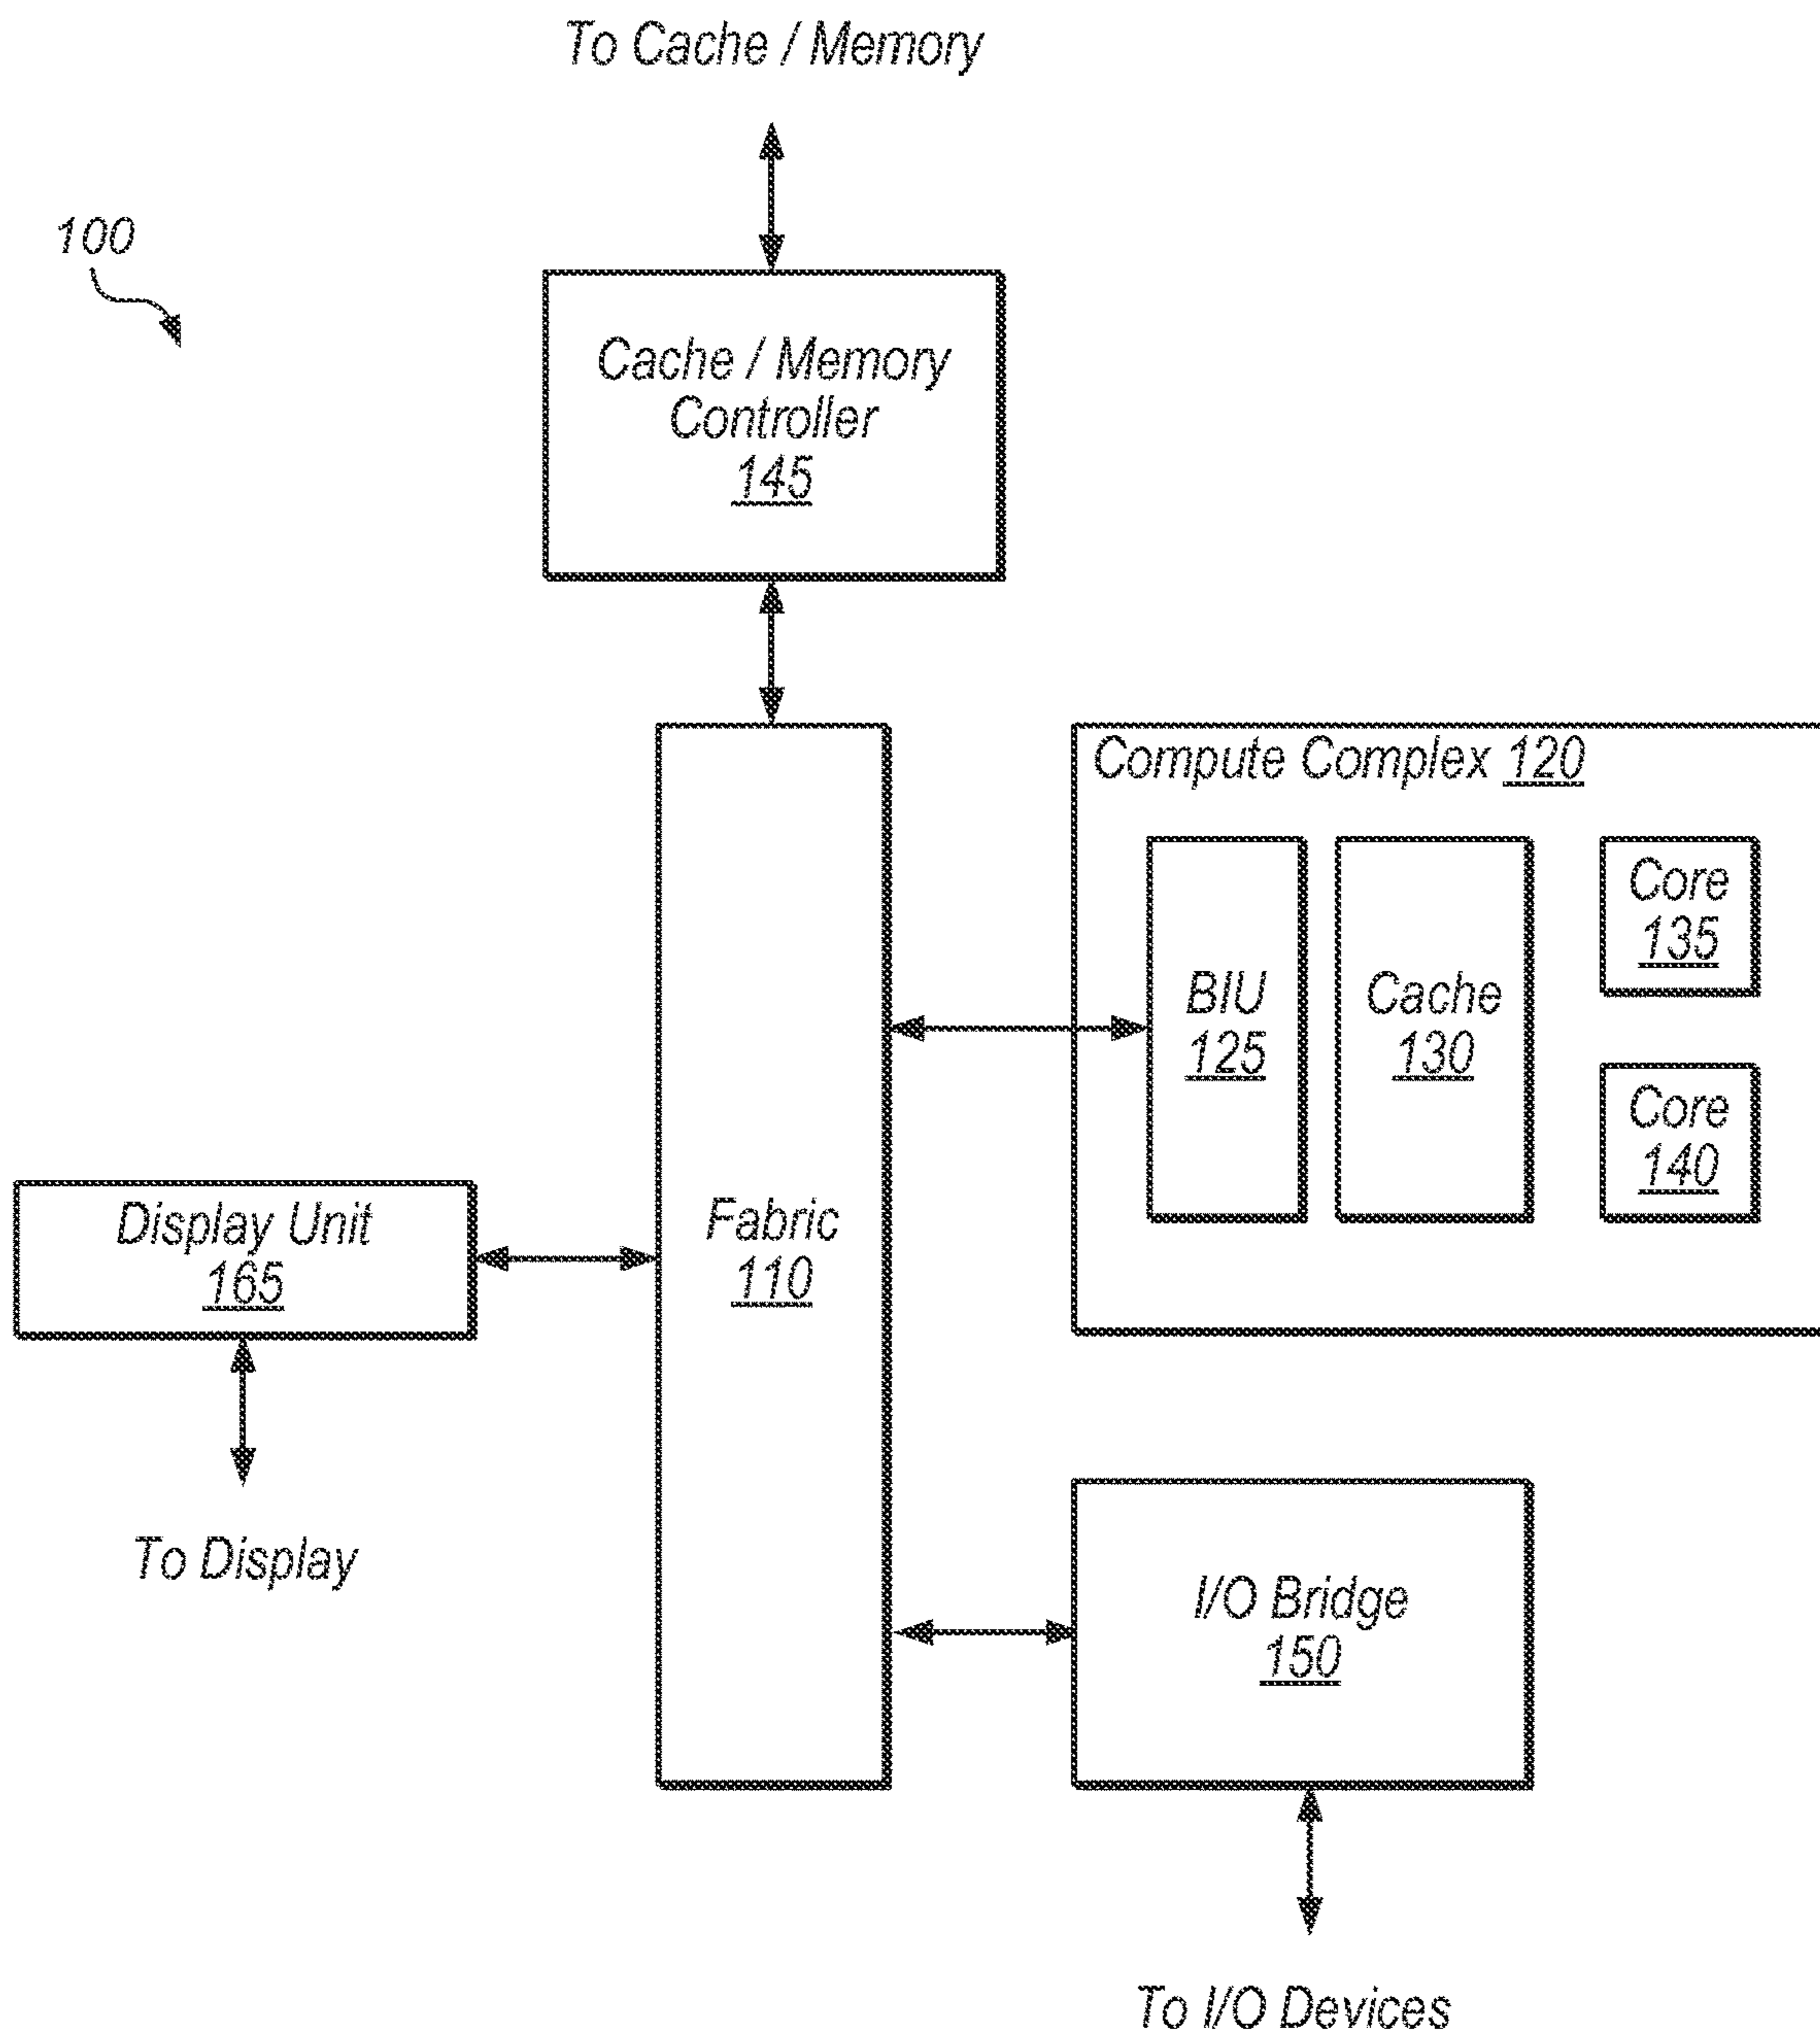 To Cache / Memory
100
Cache / Memory
Controller
145
Compute Complex 120
BIU
125
Cache
130
Core
135
Core
140
Display Unit
165
Fabric
110
To Display
I/O Bridge
150
To I/O Devices